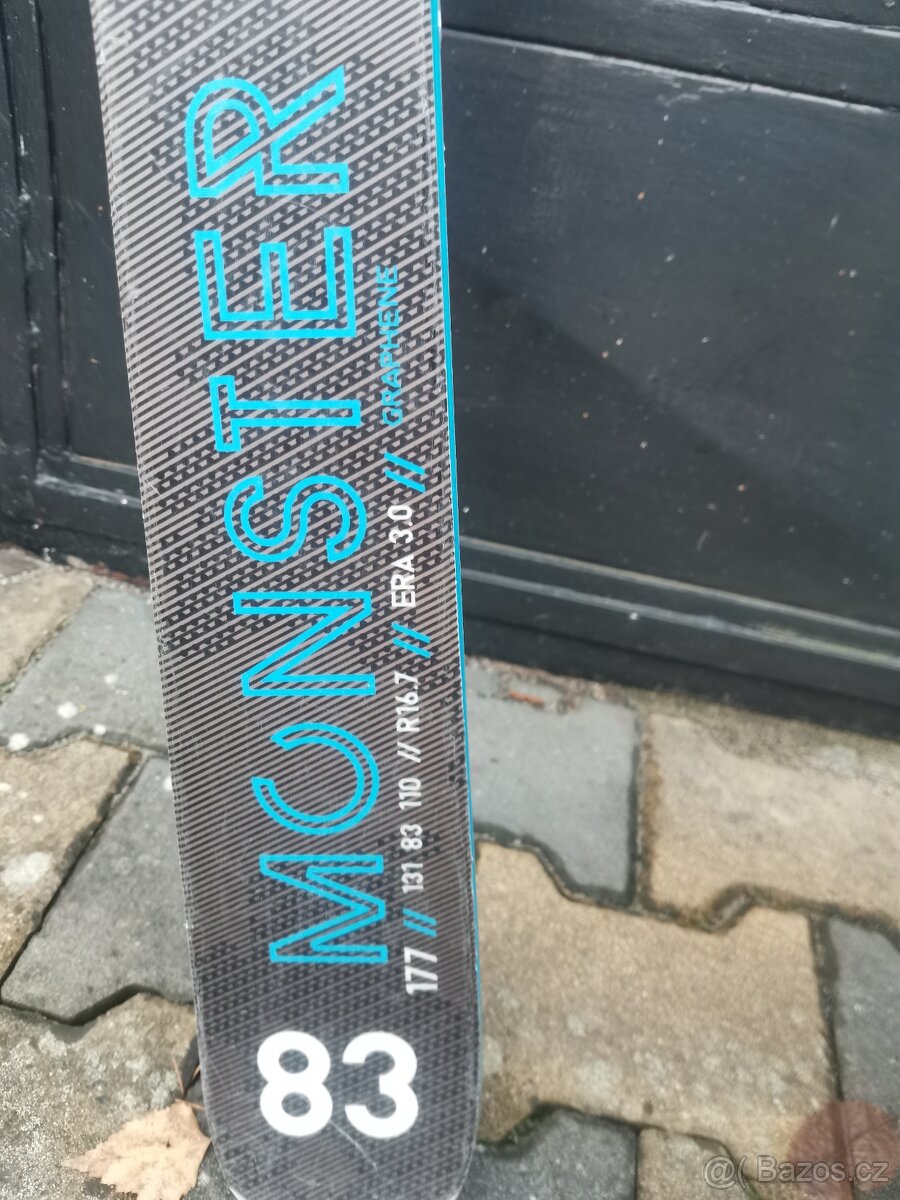 MONSTER
GRAPHENE
177 // 131 83 110 // R16.7 // ERA 3.0 //
83
@( Bazos.cz